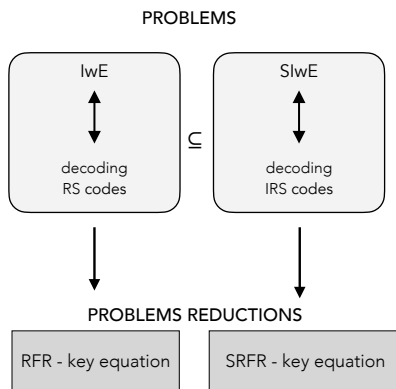 PROBLEMS
IwE
SIwE
⊆
decoding
RS codes
decoding
IRS codes
PROBLEMS REDUCTIONS
RFR - key equation
SRFR - key equation